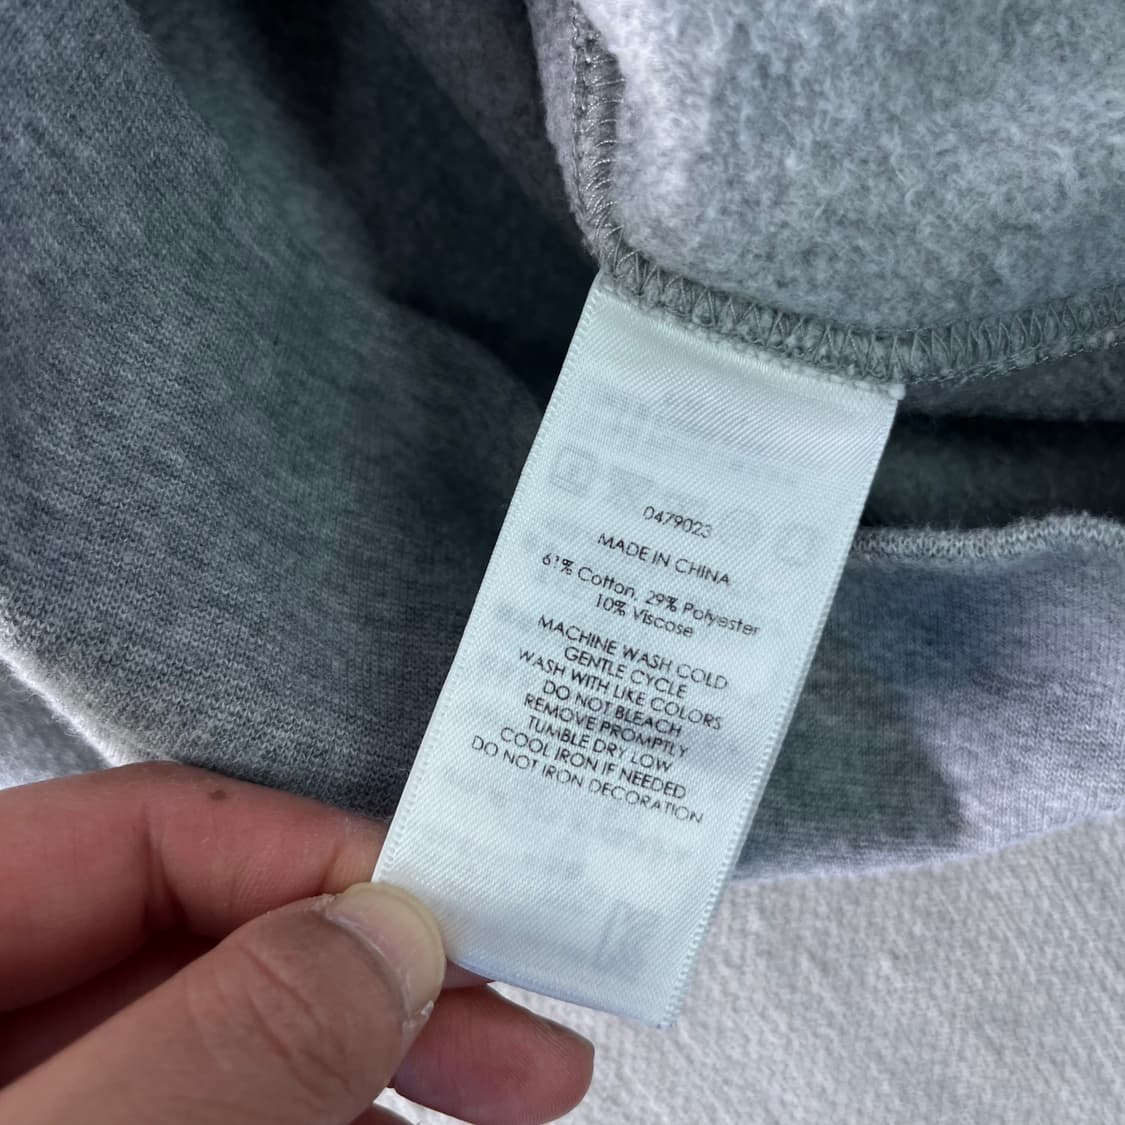 0479023
MADE IN CHINA
61% Cotton, 29% Polyester
10% Viscose
MACHINE WASH COLD
GENTLE CYCLE
WASH WITH LIKE COLORS
DO NOT BLEACH
REMOVE PROMPTLY
TUMBLE DRY LOW
COOL IRON IF NEEDED
DO NOT IRON DECORATION